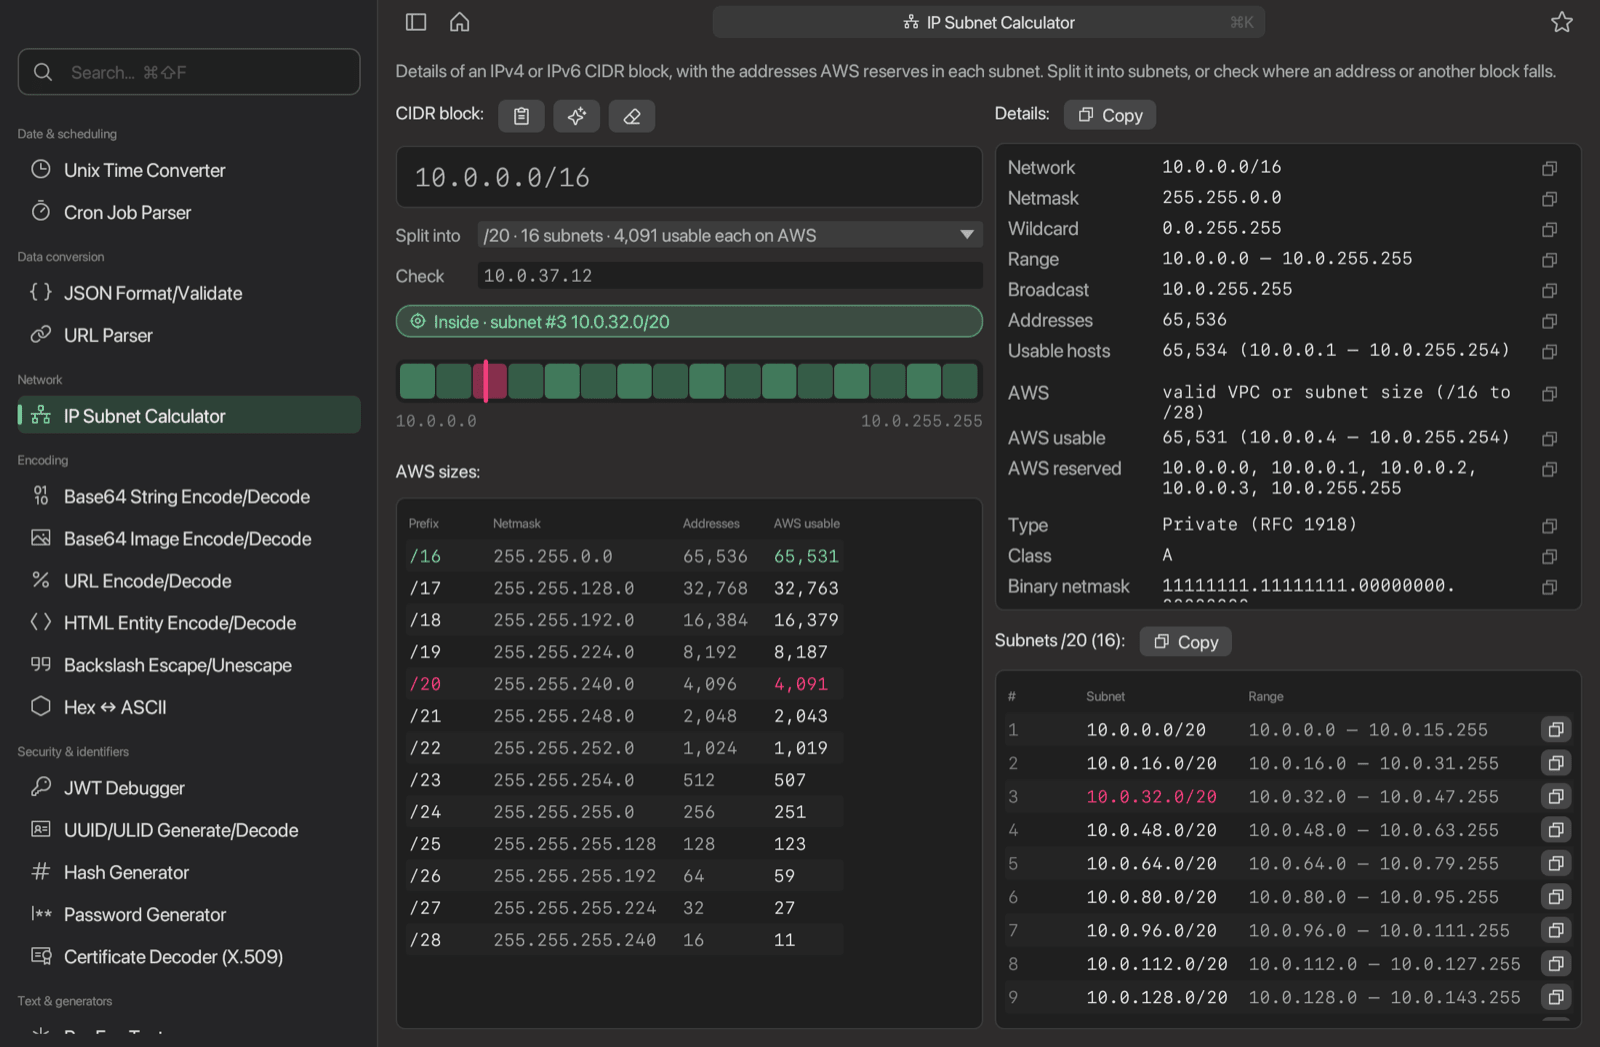 IP Subnet Calculator ⌘K
Search... ⌘⇧F
Date & scheduling
Unix Time Converter
Cron Job Parser
Data conversion
JSON Format/Validate
URL Parser
Network
IP Subnet Calculator
Encoding
Base64 String Encode/Decode
Base64 Image Encode/Decode
URL Encode/Decode
HTML Entity Encode/Decode
Backslash Escape/Unescape
Hex ↔ ASCII
Security & identifiers
JWT Debugger
UUID/ULID Generate/Decode
Hash Generator
Password Generator
Certificate Decoder (X.509)
Text & generators
Details of an IPv4 or IPv6 CIDR block, with the addresses AWS reserves in each subnet. Split it into subnets, or check where an address or another block falls.
CIDR block:
10.0.0.0/16
Split into /20 · 16 subnets · 4,091 usable each on AWS
Check 10.0.37.12
Inside · subnet #3 10.0.32.0/20
10.0.0.0 10.0.255.255
AWS sizes:
Prefix Netmask Addresses AWS usable
/16 255.255.0.0 65,536 65,531
/17 255.255.128.0 32,768 32,763
/18 255.255.192.0 16,384 16,379
/19 255.255.224.0 8,192 8,187
/20 255.255.240.0 4,096 4,091
/21 255.255.248.0 2,048 2,043
/22 255.255.252.0 1,024 1,019
/23 255.255.254.0 512 507
/24 255.255.255.0 256 251
/25 255.255.255.128 128 123
/26 255.255.255.192 64 59
/27 255.255.255.224 32 27
/28 255.255.255.240 16 11
Details: Copy
Network 10.0.0.0/16
Netmask 255.255.0.0
Wildcard 0.0.255.255
Range 10.0.0.0 – 10.0.255.255
Broadcast 10.0.255.255
Addresses 65,536
Usable hosts 65,534 (10.0.0.1 – 10.0.255.254)
AWS valid VPC or subnet size (/16 to
/28)
AWS usable 65,531 (10.0.0.4 – 10.0.255.254)
AWS reserved 10.0.0.0, 10.0.0.1, 10.0.0.2,
10.0.0.3, 10.0.255.255
Type Private (RFC 1918)
Class A
Binary netmask 11111111.11111111.00000000.
Subnets /20 (16): Copy
# Subnet Range
1 10.0.0.0/20 10.0.0.0 – 10.0.15.255
2 10.0.16.0/20 10.0.16.0 – 10.0.31.255
3 10.0.32.0/20 10.0.32.0 – 10.0.47.255
4 10.0.48.0/20 10.0.48.0 – 10.0.63.255
5 10.0.64.0/20 10.0.64.0 – 10.0.79.255
6 10.0.80.0/20 10.0.80.0 – 10.0.95.255
7 10.0.96.0/20 10.0.96.0 – 10.0.111.255
8 10.0.112.0/20 10.0.112.0 – 10.0.127.255
9 10.0.128.0/20 10.0.128.0 – 10.0.143.255